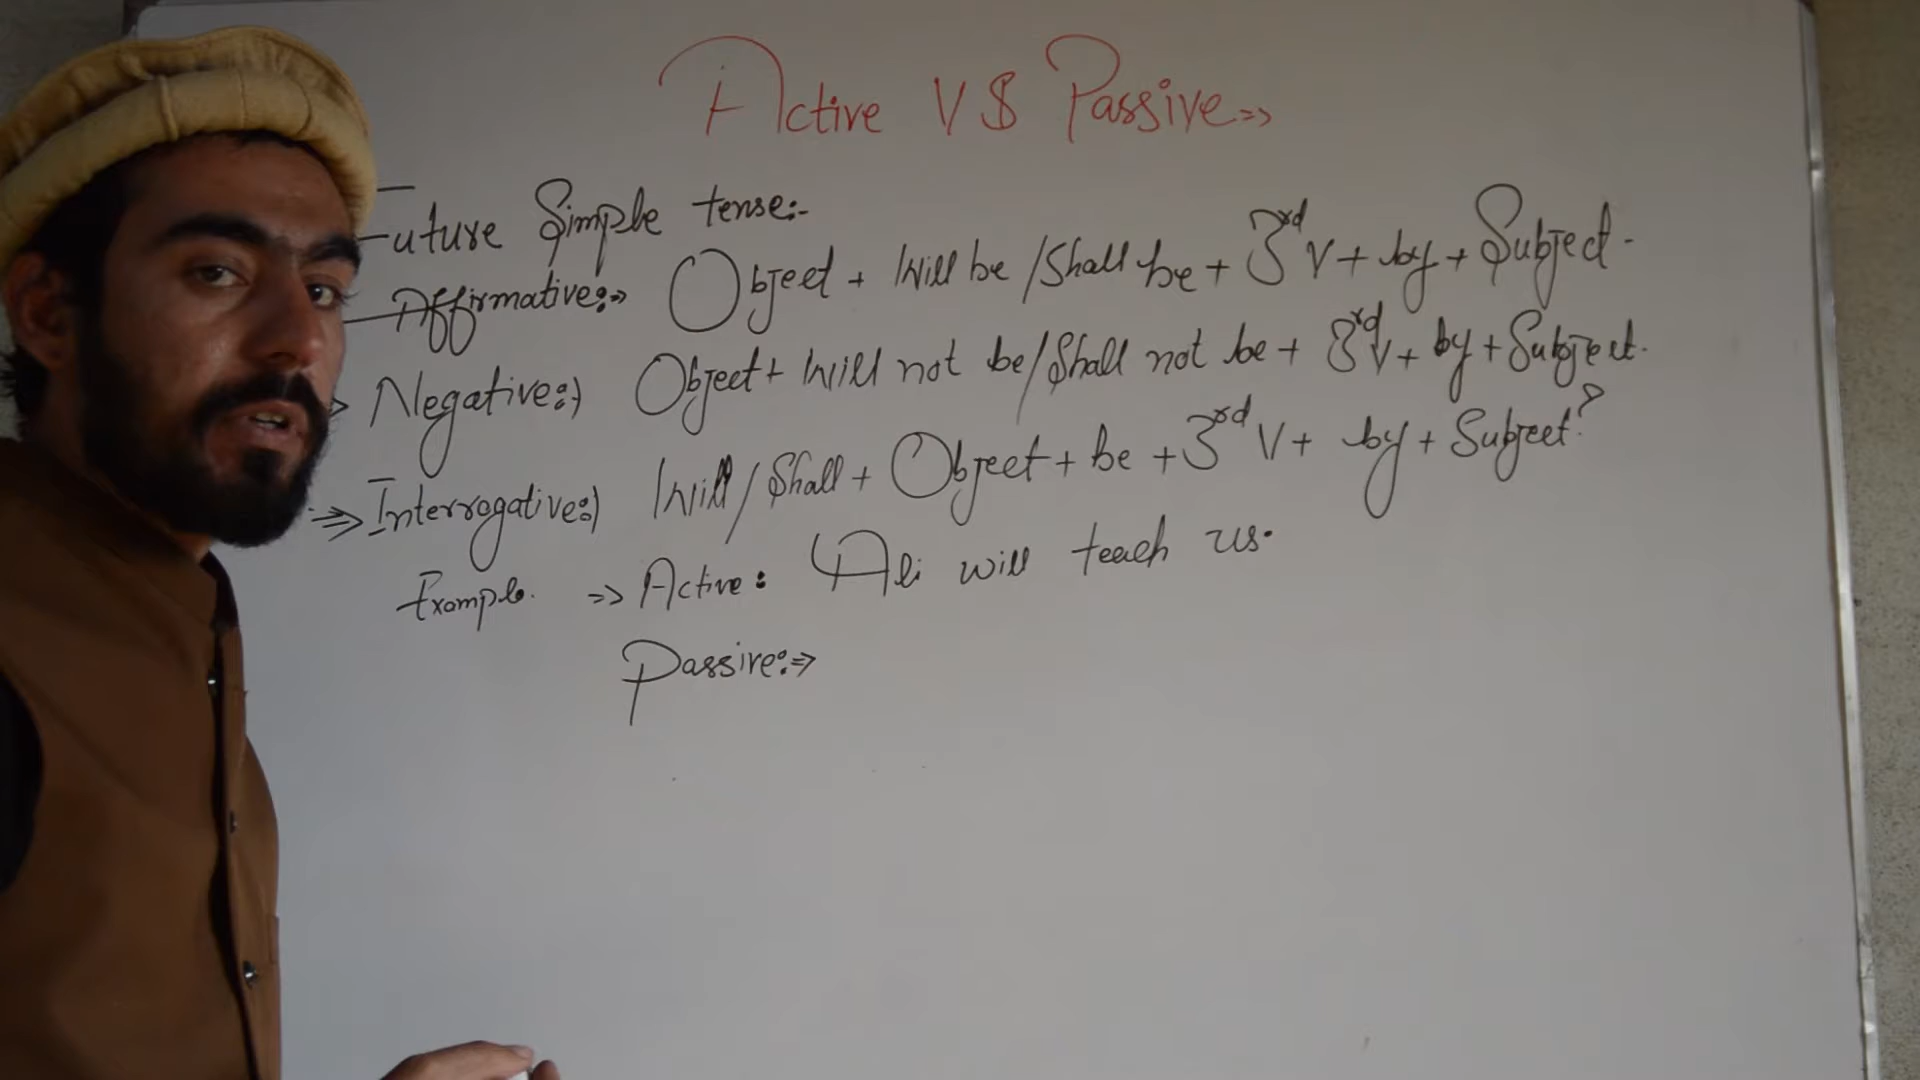 Active VS Passive=>
Future Simple tense:-
Affirmative:=> Object + Will be / Shall be + 3rd V + by + Subject.
Negative:=) Object + Will not be / Shall not be + 3rd V + by + Subject.
=> Interrogative:=) Will / Shall + Object + be + 3rd V + by + Subject?
Example. => Active: Ali will teach us.
Passive:=>